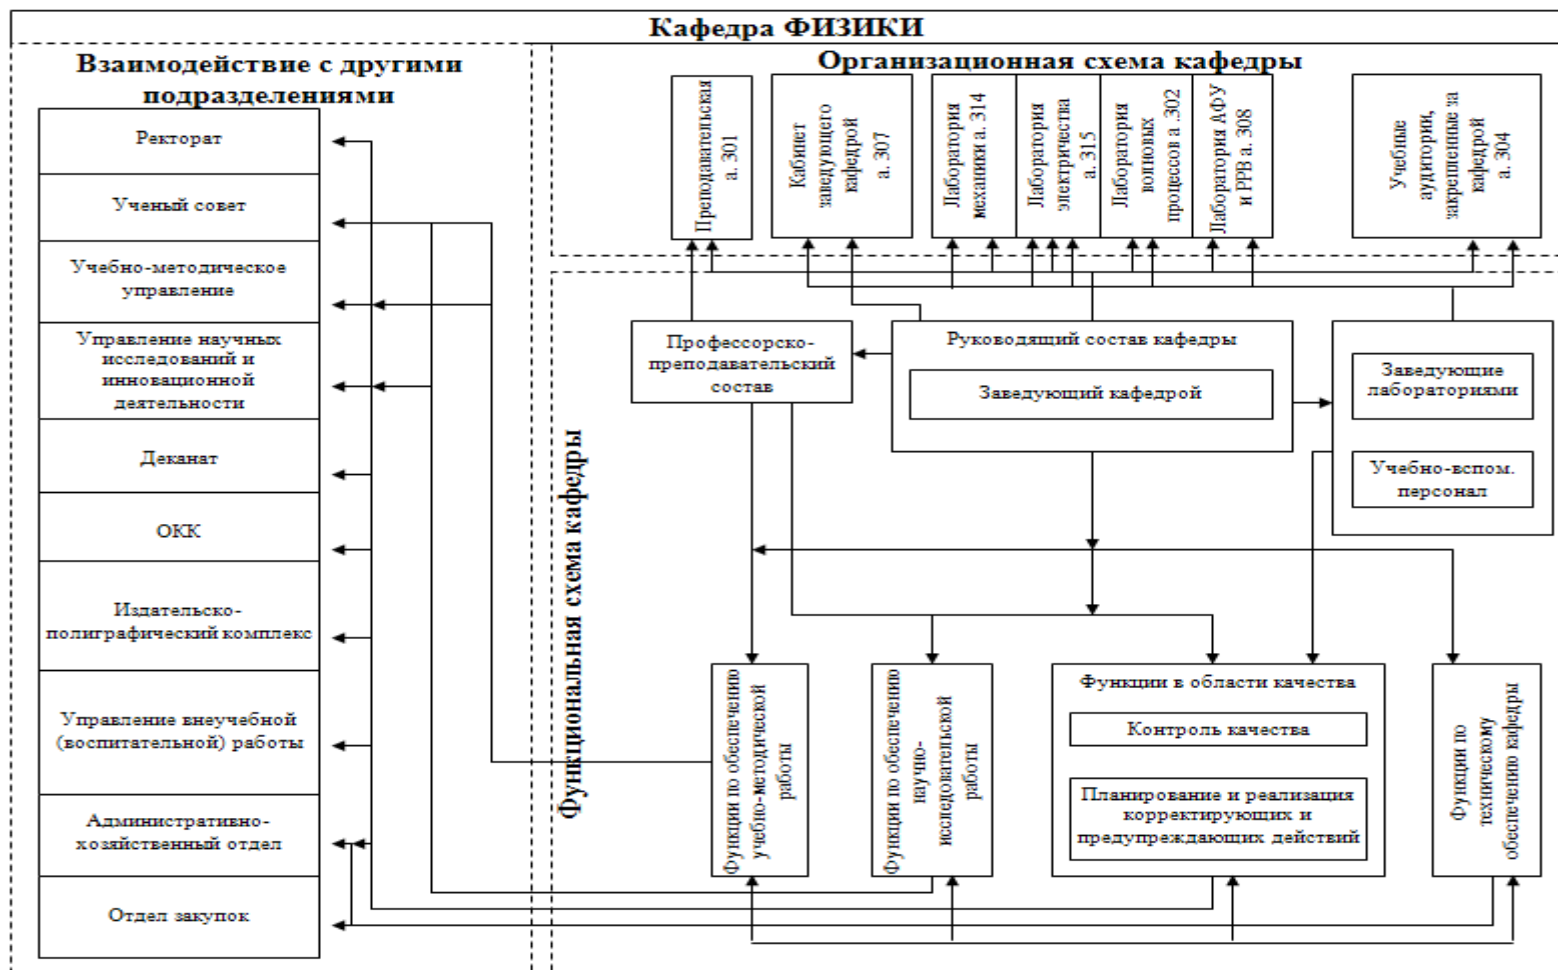 Кафедра ФИЗИКИ
Взаимодействие с другими
подразделениями
Ректорат
Ученый совет
Учебно-методическое
управление
Управление научных
исследований и
инновационной
деятельности
Деканат
ОКК
Издательско-
полиграфический комплекс
Управление внеучебной
(воспитательной) работы
Административно-
хозяйственный отдел
Отдел закупок
Организационная схема кафедры
Преподавательская
а. 301
Кабинет
заведующего
кафедрой
а. 307
Лаборатория
механики а. 314
Лаборатория
электричества
а. 315
Лаборатория
волновых
процессов а .302
Лаборатория АФУ
и РРВ а. 308
Учебные
аудитории,
закрепленные за
кафедрой
а. 304
Функциональная схема кафедры
Профессорско-
преподавательский
состав
Руководящий состав кафедры
Заведующий кафедрой
Заведующие
лабораториями
Учебно-вспом.
персонал
Функции по обеспечению
учебно-методической
работы
Функции по обеспечению
научно-
исследовательской
работы
Функции в области качества
Контроль качества
Планирование и реализация
корректирующих и
предупреждающих действий
Функции по
техническому
обеспечению кафедры